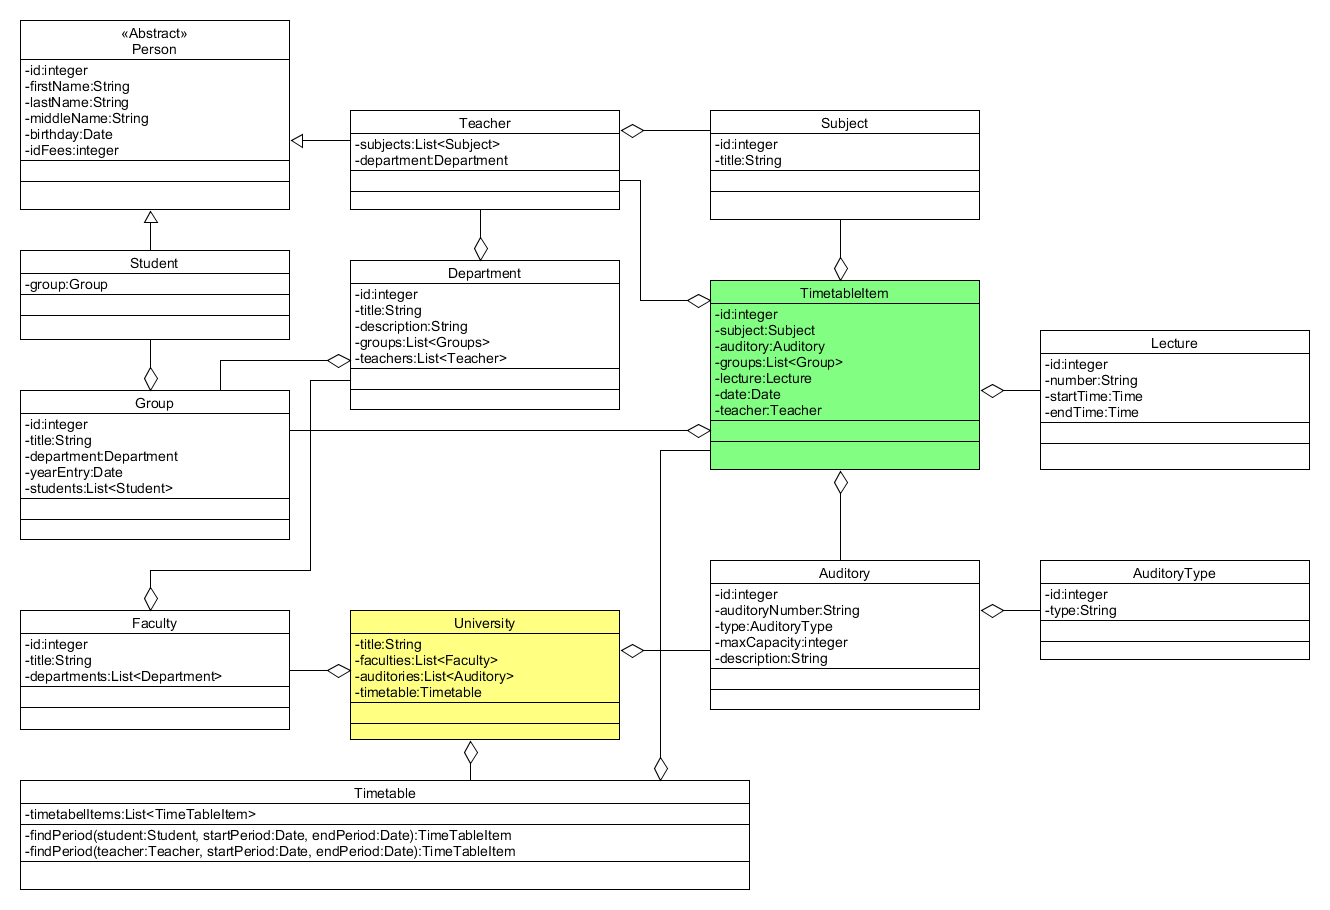 «Abstract»
Person
-id:integer
-firstName:String
-lastName:String
-middleName:String
-birthday:Date
-idFees:integer
Teacher
-subjects:List<Subject>
-department:Department
Subject
-id:integer
-title:String
Student
-group:Group
Department
-id:integer
-title:String
-description:String
-groups:List<Groups>
-teachers:List<Teacher>
TimetableItem
-id:integer
-subject:Subject
-auditory:Auditory
-groups:List<Group>
-lecture:Lecture
-date:Date
-teacher:Teacher
Lecture
-id:integer
-number:String
-startTime:Time
-endTime:Time
Group
-id:integer
-title:String
-department:Department
-yearEntry:Date
-students:List<Student>
Auditory
-id:integer
-auditoryNumber:String
-type:AuditoryType
-maxCapacity:integer
-description:String
AuditoryType
-id:integer
-type:String
Faculty
-id:integer
-title:String
-departments:List<Department>
University
-title:String
-faculties:List<Faculty>
-auditories:List<Auditory>
-timetable:Timetable
Timetable
-timetabelItems:List<TimeTableItem>
-findPeriod(student:Student, startPeriod:Date, endPeriod:Date):TimeTableItem
-findPeriod(teacher:Teacher, startPeriod:Date, endPeriod:Date):TimeTableItem